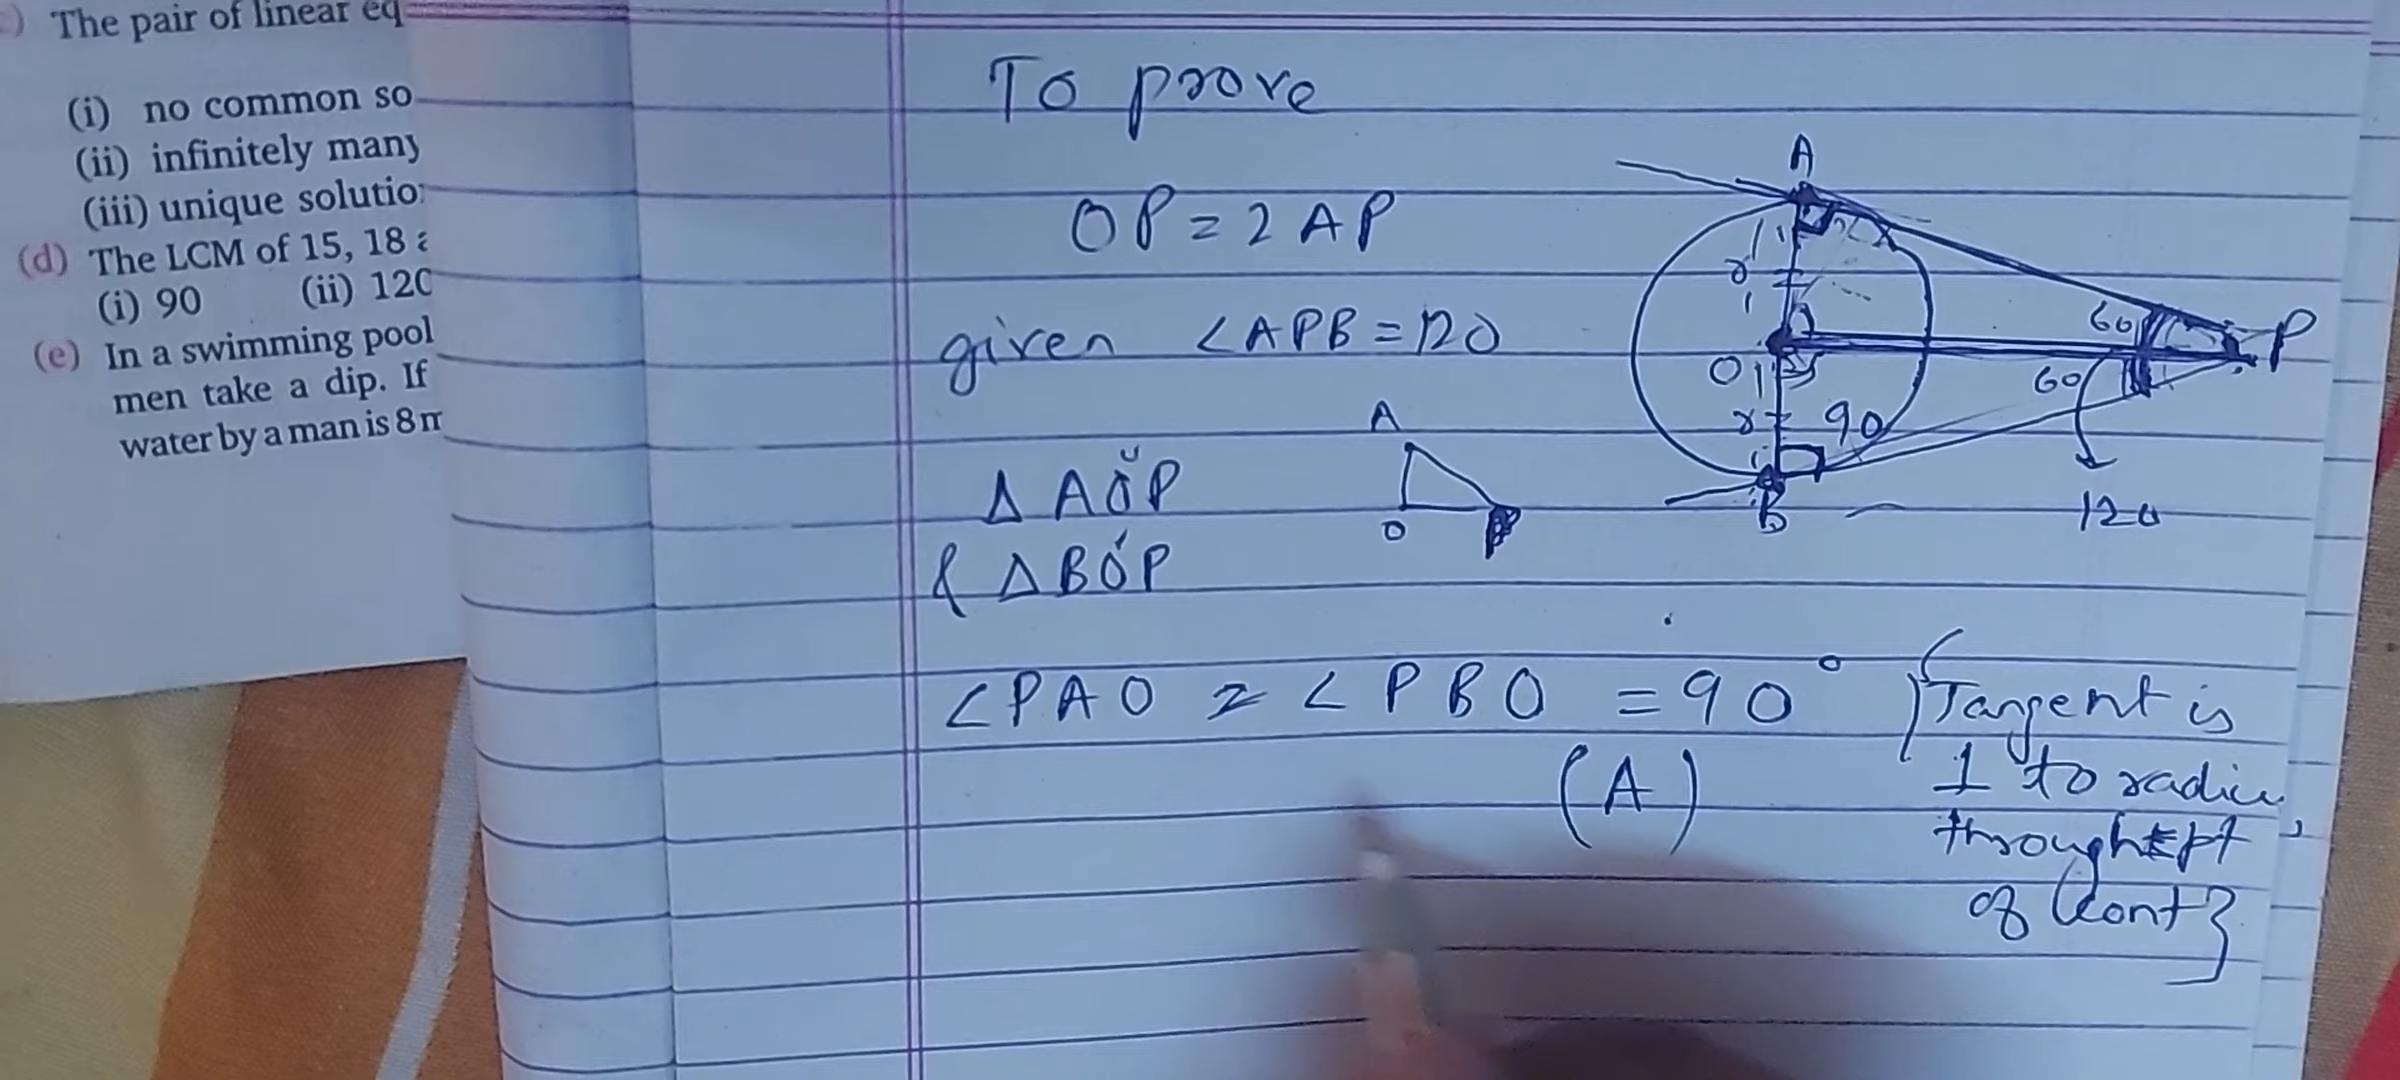 The pair of linear eq
(i) no common so
(ii) infinitely many
(iii) unique solutio
(d) The LCM of 15, 18
(i) 90 (ii) 120
(e) In a swimming pool
men take a dip. If
water by a man is 8 m
To prove
OP = 2 AP
given ∠APB = 120
Δ AOP
& Δ BOP
∠PAO = ∠PBO = 90°
(A)
{Tangent is
⊥ to radius
through pt
of Cont}
A
r
O
r
90
B
60
60
P
120
A
O